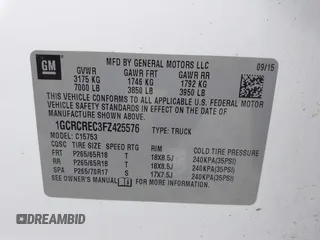 GM
MFD BY GENERAL MOTORS LLC
09/15
GVWR GAWR FRT GAWR RR
3175 KG 1746 KG 1792 KG
7000 LB 3850 LB 3950 LB
THIS VEHICLE CONFORMS TO ALL APPLICABLE
U.S. FEDERAL MOTOR VEHICLE SAFETY AND THEFT
PREVENTION STANDARDS IN EFFECT ON THE DATE OF
MANUFACTURE SHOWN ABOVE.
1GCRCREC3FZ425576 TYPE: TRUCK
MODEL: C15753
TIRE SIZE SPEED RTG RIM COLD TIRE PRESSURE
FRT P265/65R18 T 18X8.5J 240KPA(35PSI)
RR P265/65R18 T 18X8.5J 240KPA(35PSI)
SPA P265/70R17 S 17X7.5J 240KPA(35PSI)
SEE OWNER'S MANUAL
DREAMBID